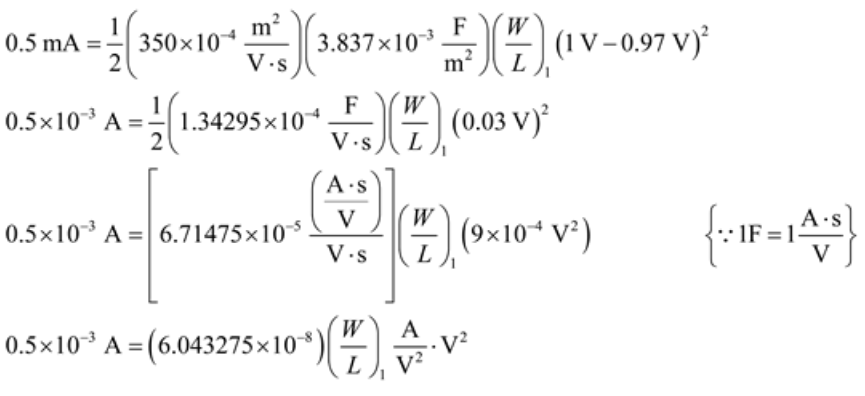 0.5 mA = 1/2 (350×10⁻⁴ m²/V·s)(3.837×10⁻³ F/m²)(W/L)₁ (1 V − 0.97 V)²
0.5×10⁻³ A = 1/2 (1.34295×10⁻⁴ F/V·s)(W/L)₁ (0.03 V)²
0.5×10⁻³ A = [6.71475×10⁻⁵ (A·s/V)/V·s](W/L)₁ (9×10⁻⁴ V²) {∵ 1F = 1 A·s/V}
0.5×10⁻³ A = (6.043275×10⁻⁸)(W/L)₁ A/V² · V²